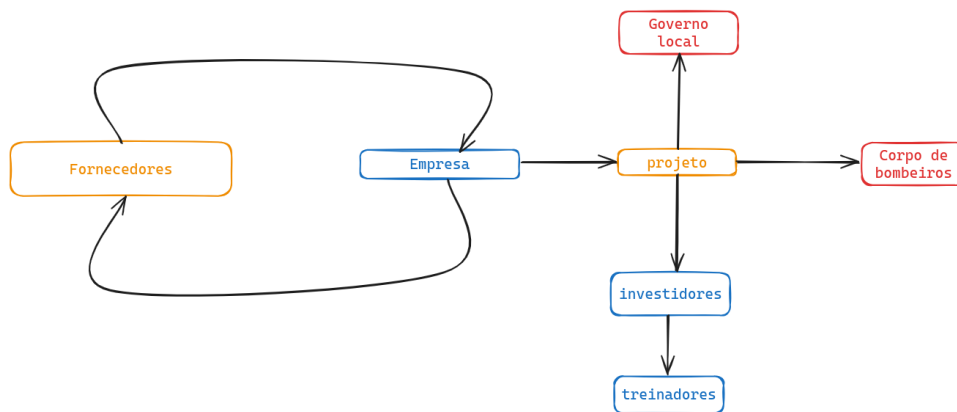 Governo
local
Fornecedores
Empresa
projeto
Corpo de
bombeiros
investidores
treinadores